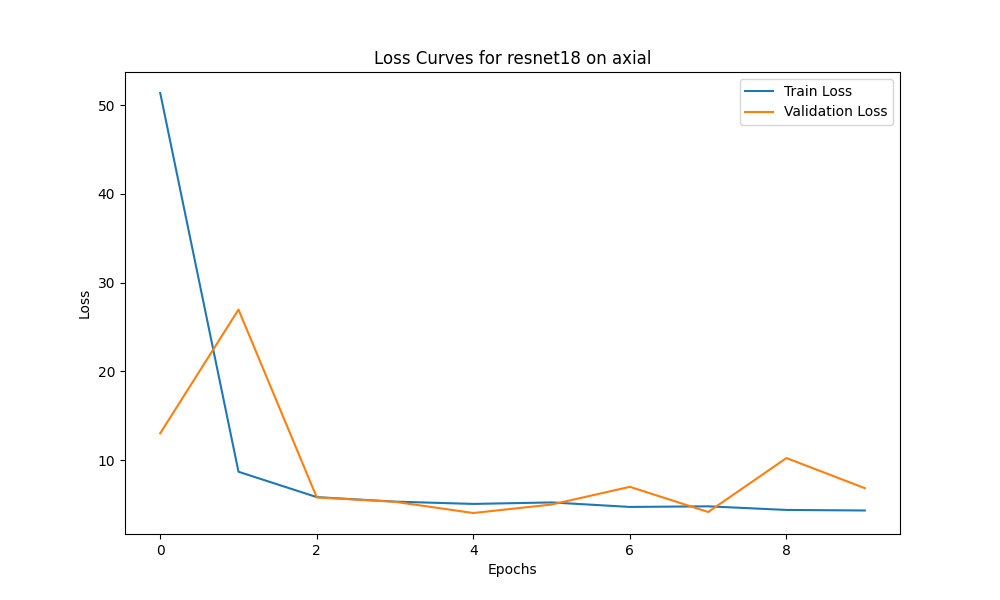 Loss Curves for resnet18 on axial
Train Loss
Validation Loss
50
40
30
20
10
Loss
0 2 4 6 8
Epochs